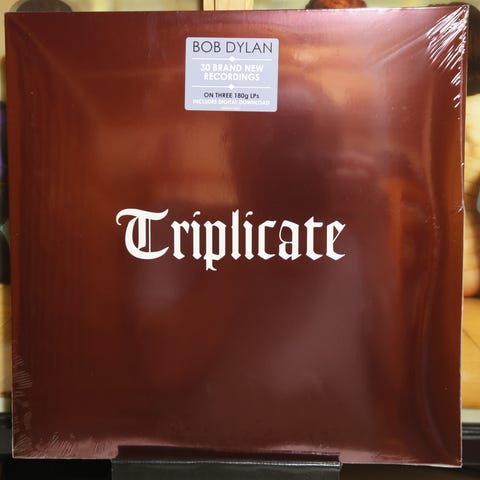 BOB DYLAN
30 BRAND NEW
RECORDINGS
ON THREE 180g LPs
INCLUDES DIGITAL DOWNLOAD
Triplicate